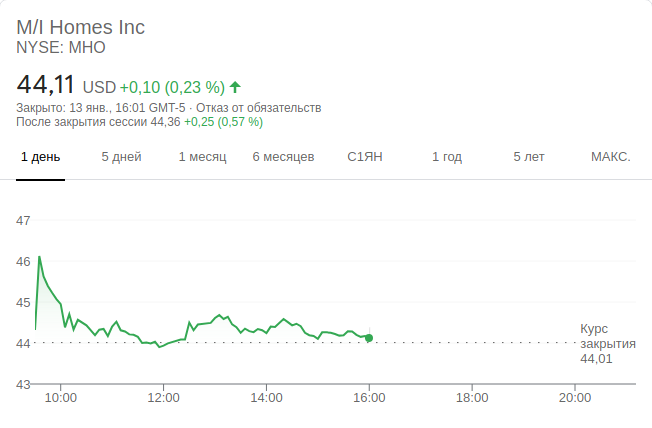 M/I Homes Inc
NYSE: MHO
44,11 USD +0,10 (0,23 %)
Закрыто: 13 янв., 16:01 GMT-5 · Отказ от обязательств
После закрытия сессии 44,36 +0,25 (0,57 %)
1 день 5 дней 1 месяц 6 месяцев С1ЯН 1 год 5 лет МАКС.
47
46
45
44
43
Курс
закрытия
44,01
10:00 12:00 14:00 16:00 18:00 20:00